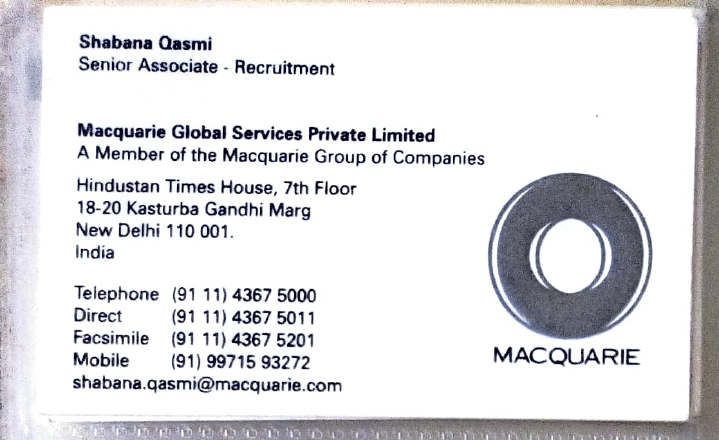 Shabana Qasmi
Senior Associate - Recruitment
Macquarie Global Services Private Limited
A Member of the Macquarie Group of Companies
Hindustan Times House, 7th Floor
18-20 Kasturba Gandhi Marg
New Delhi 110 001.
India
Telephone (91 11) 4367 5000
Direct (91 11) 4367 5011
Facsimile (91 11) 4367 5201
Mobile (91) 99715 93272
shabana.qasmi@macquarie.com
MACQUARIE